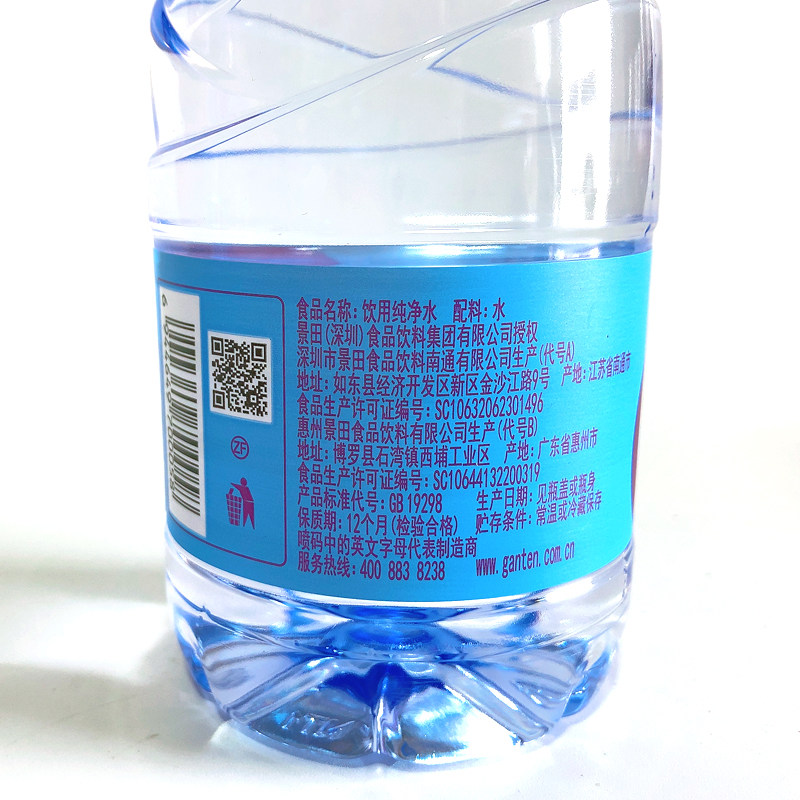 食品名称: 饮用纯净水 配料: 水
景田(深圳)食品饮料集团有限公司授权
深圳市景田食品饮料南通有限公司生产(代号A)
地址: 如东县经济开发区新区金沙江路9号 产地: 江苏省南通市
食品生产许可证编号: SC10632062301496
惠州景田食品饮料有限公司生产(代号B)
地址: 博罗县石湾镇西埔工业区 产地: 广东省惠州市
食品生产许可证编号: SC10644132200319
产品标准代号: GB 19298 生产日期: 见瓶盖或瓶身
保质期: 12个月(检验合格) 贮存条件: 常温或冷藏保存
喷码中的英文字母代表制造商
服务热线: 400 883 8238 www.ganten.com.cn
ZF